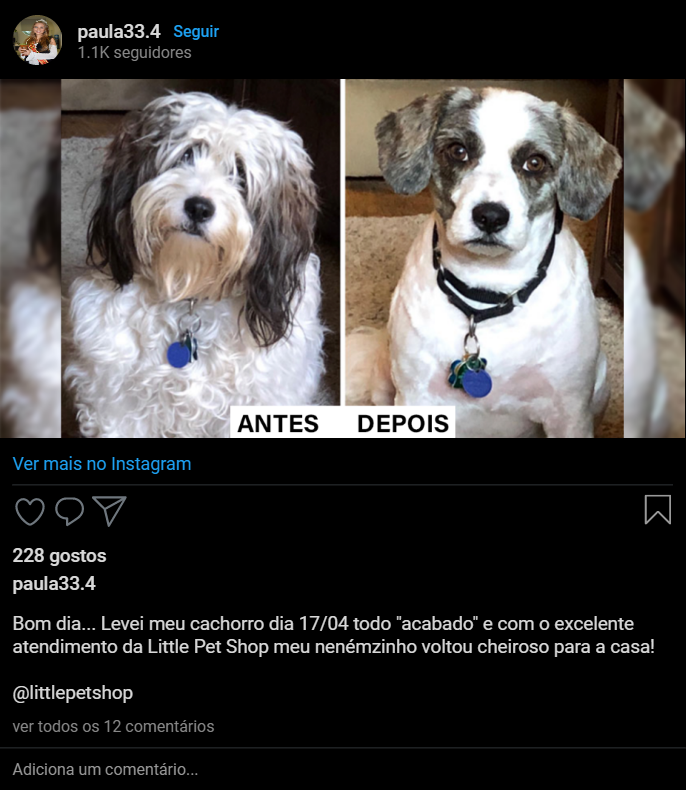 paula33.4 Seguir
1.1K seguidores
ANTES DEPOIS
Ver mais no Instagram
228 gostos
paula33.4
Bom dia... Levei meu cachorro dia 17/04 todo "acabado" e com o excelente
atendimento da Little Pet Shop meu nenémzinho voltou cheiroso para a casa!
@littlepetshop
ver todos os 12 comentários
Adiciona um comentário...